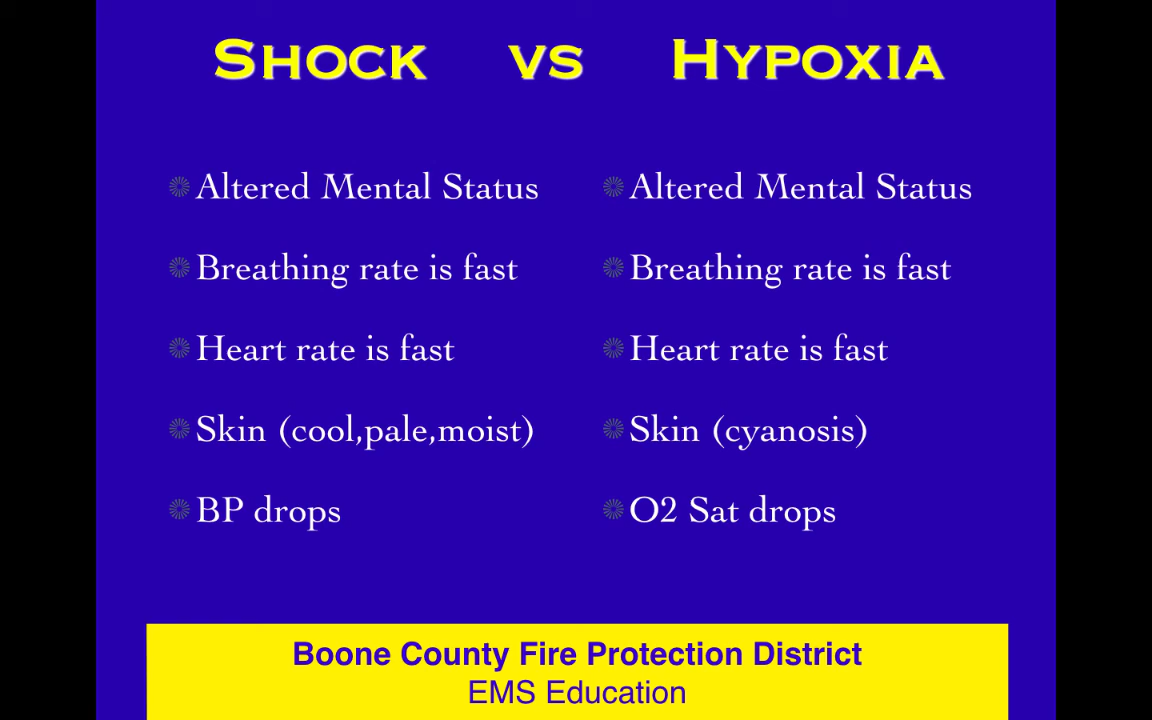 Shock vs Hypoxia
Altered Mental Status
Breathing rate is fast
Heart rate is fast
Skin (cool,pale,moist)
BP drops
Altered Mental Status
Breathing rate is fast
Heart rate is fast
Skin (cyanosis)
O2 Sat drops
Boone County Fire Protection District
EMS Education